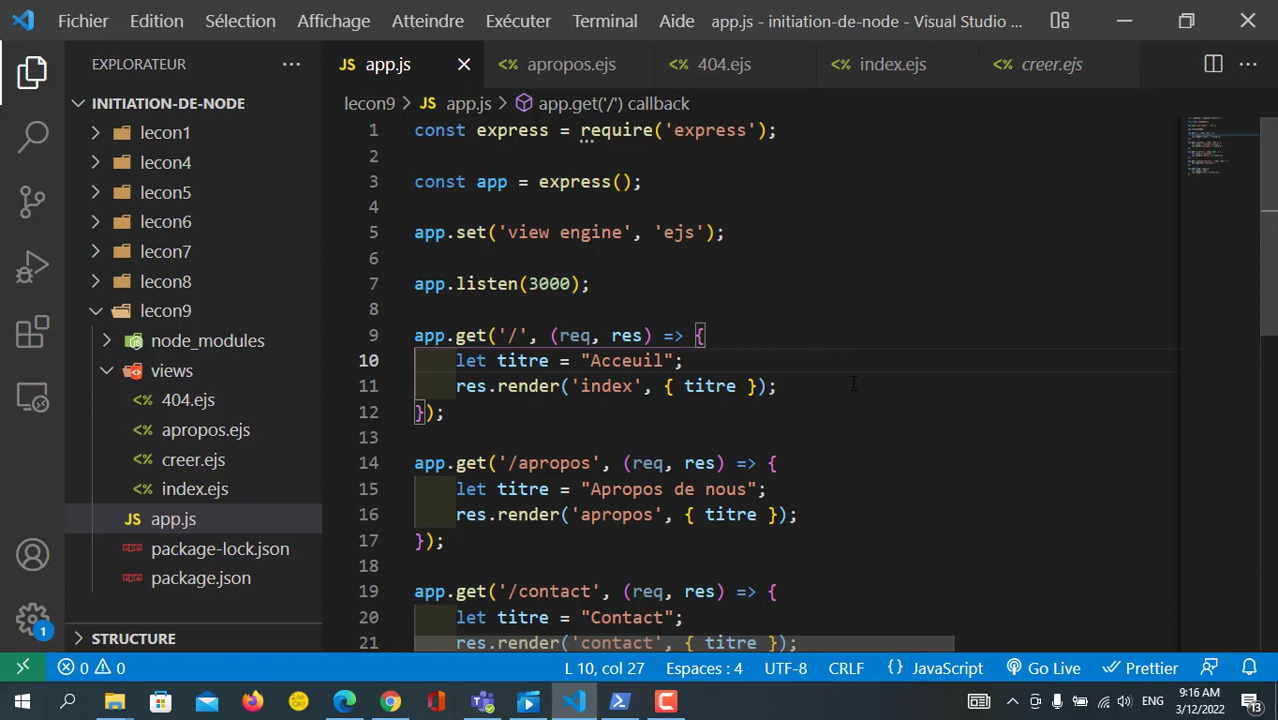 Fichier Edition Sélection Affichage Atteindre Exécuter Terminal Aide app.js - initiation-de-node - Visual Studio ...
EXPLORATEUR
JS app.js <% apropos.ejs <% 404.ejs <% index.ejs <% creer.ejs
INITIATION-DE-NODE
lecon9 > JS app.js > app.get('/') callback
lecon1
lecon4
lecon5
lecon6
lecon7
lecon8
lecon9
node_modules
views
<% 404.ejs
<% apropos.ejs
<% creer.ejs
<% index.ejs
JS app.js
npm package-lock.json
npm package.json
STRUCTURE
1 const express = require('express');
2
3 const app = express();
4
5 app.set('view engine', 'ejs');
6
7 app.listen(3000);
8
9 app.get('/', (req, res) => {
10 let titre = "Acceuil";
11 res.render('index', { titre });
12 });
13
14 app.get('/apropos', (req, res) => {
15 let titre = "Apropos de nous";
16 res.render('apropos', { titre });
17 });
18
19 app.get('/contact', (req, res) => {
20 let titre = "Contact";
21 res.render('contact', { titre });
1
0 0 L 10, col 27 Espaces : 4 UTF-8 CRLF {} JavaScript Go Live Prettier
ENG 9:16 AM
3/12/2022 13